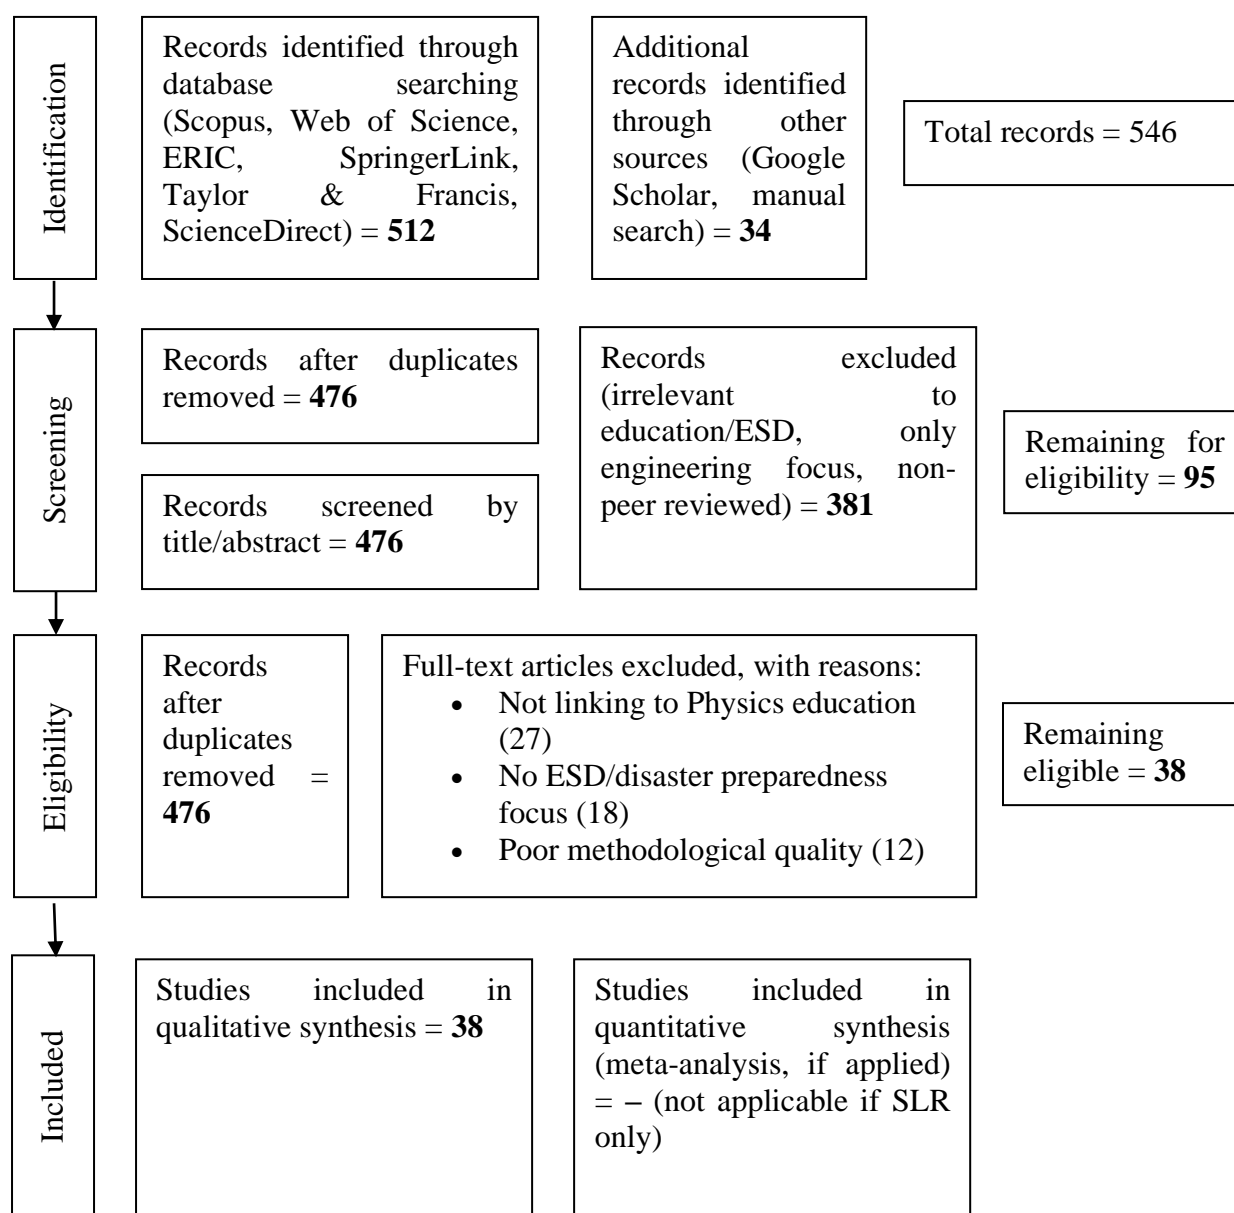 Identification
Records identified through
database searching
(Scopus, Web of Science,
ERIC, SpringerLink,
Taylor & Francis,
ScienceDirect) = 512
Additional
records identified
through other
sources (Google
Scholar, manual
search) = 34
Total records = 546
Screening
Records after duplicates
removed = 476
Records screened by
title/abstract = 476
Records excluded
(irrelevant to
education/ESD, only
engineering focus, non-
peer reviewed) = 381
Remaining for
eligibility = 95
Eligibility
Records
after
duplicates
removed =
476
Full-text articles excluded, with reasons:
• Not linking to Physics education
(27)
• No ESD/disaster preparedness
focus (18)
• Poor methodological quality (12)
Remaining
eligible = 38
Included
Studies included in
qualitative synthesis = 38
Studies included in
quantitative synthesis
(meta-analysis, if applied)
= – (not applicable if SLR
only)